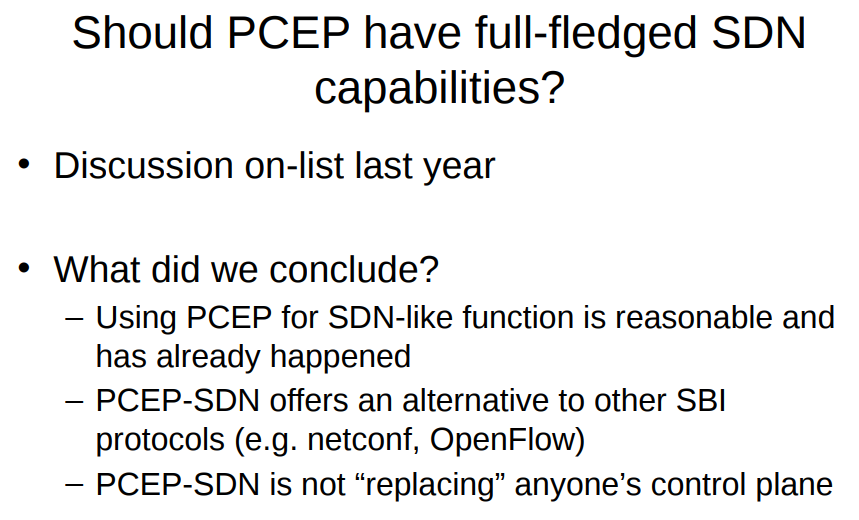 Should PCEP have full-fledged SDN
capabilities?
• Discussion on-list last year
• What did we conclude?
– Using PCEP for SDN-like function is reasonable and
has already happened
– PCEP-SDN offers an alternative to other SBI
protocols (e.g. netconf, OpenFlow)
– PCEP-SDN is not “replacing” anyone’s control plane